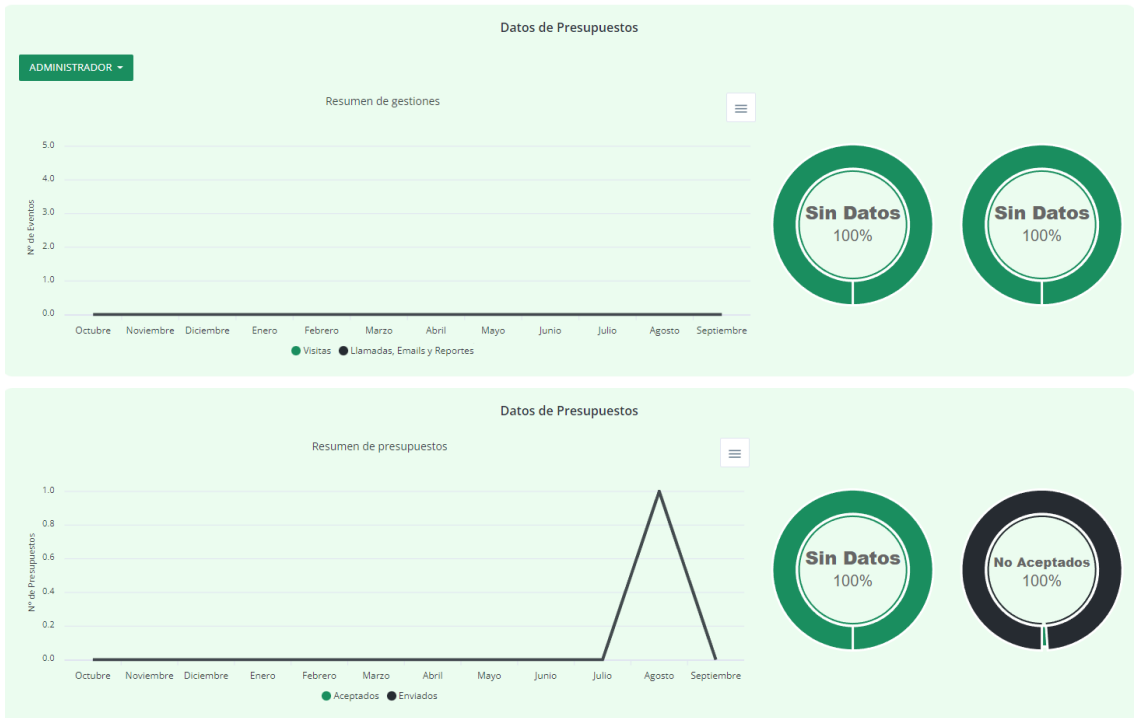 Datos de Presupuestos
ADMINISTRADOR
Resumen de gestiones
Nº de Eventos
5.0
4.0
3.0
2.0
1.0
0.0
Octubre Noviembre Diciembre Enero Febrero Marzo Abril Mayo Junio Julio Agosto Septiembre
Visitas Llamadas, Emails y Reportes
Sin Datos
100%
Sin Datos
100%
Datos de Presupuestos
Resumen de presupuestos
Nº de Presupuestos
1.0
0.8
0.6
0.4
0.2
0.0
Octubre Noviembre Diciembre Enero Febrero Marzo Abril Mayo Junio Julio Agosto Septiembre
Aceptados Enviados
Sin Datos
100%
No Aceptados
100%